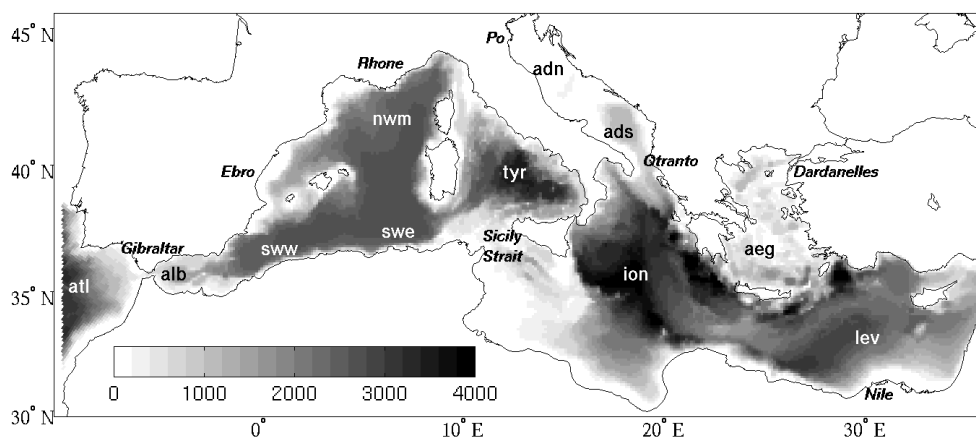 45° N
Po
Rhone
adn
nwm
ads
40° N
Ebro
tyr
Otranto
Dardanelles
Gibraltar
sww
swe
Sicily
Strait
aeg
alb
ion
atl
35° N
lev
0 1000 2000 3000 4000
Nile
30° N
0° 10° E 20° E 30° E